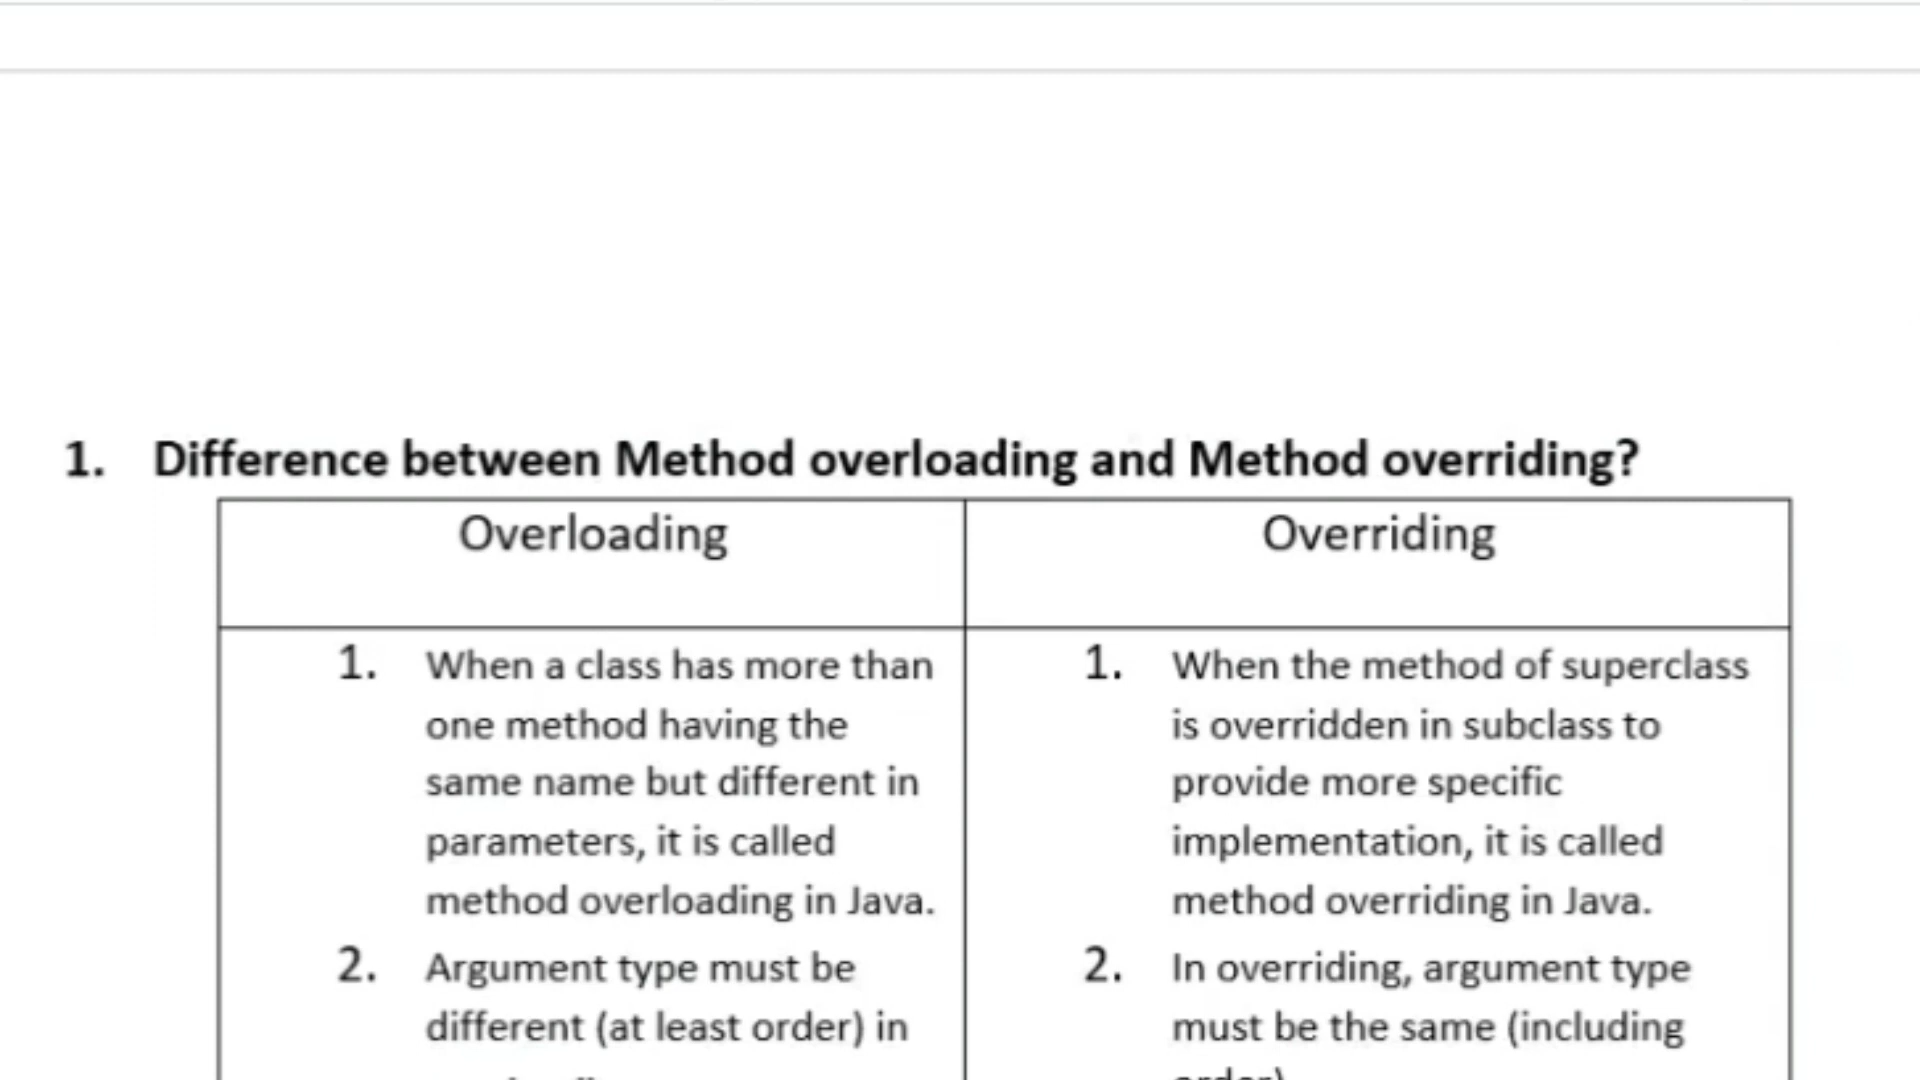 1. Difference between Method overloading and Method overriding?
Overloading
Overriding
1. When a class has more than
one method having the
same name but different in
parameters, it is called
method overloading in Java.
2. Argument type must be
different (at least order) in
1. When the method of superclass
is overridden in subclass to
provide more specific
implementation, it is called
method overriding in Java.
2. In overriding, argument type
must be the same (including
order)